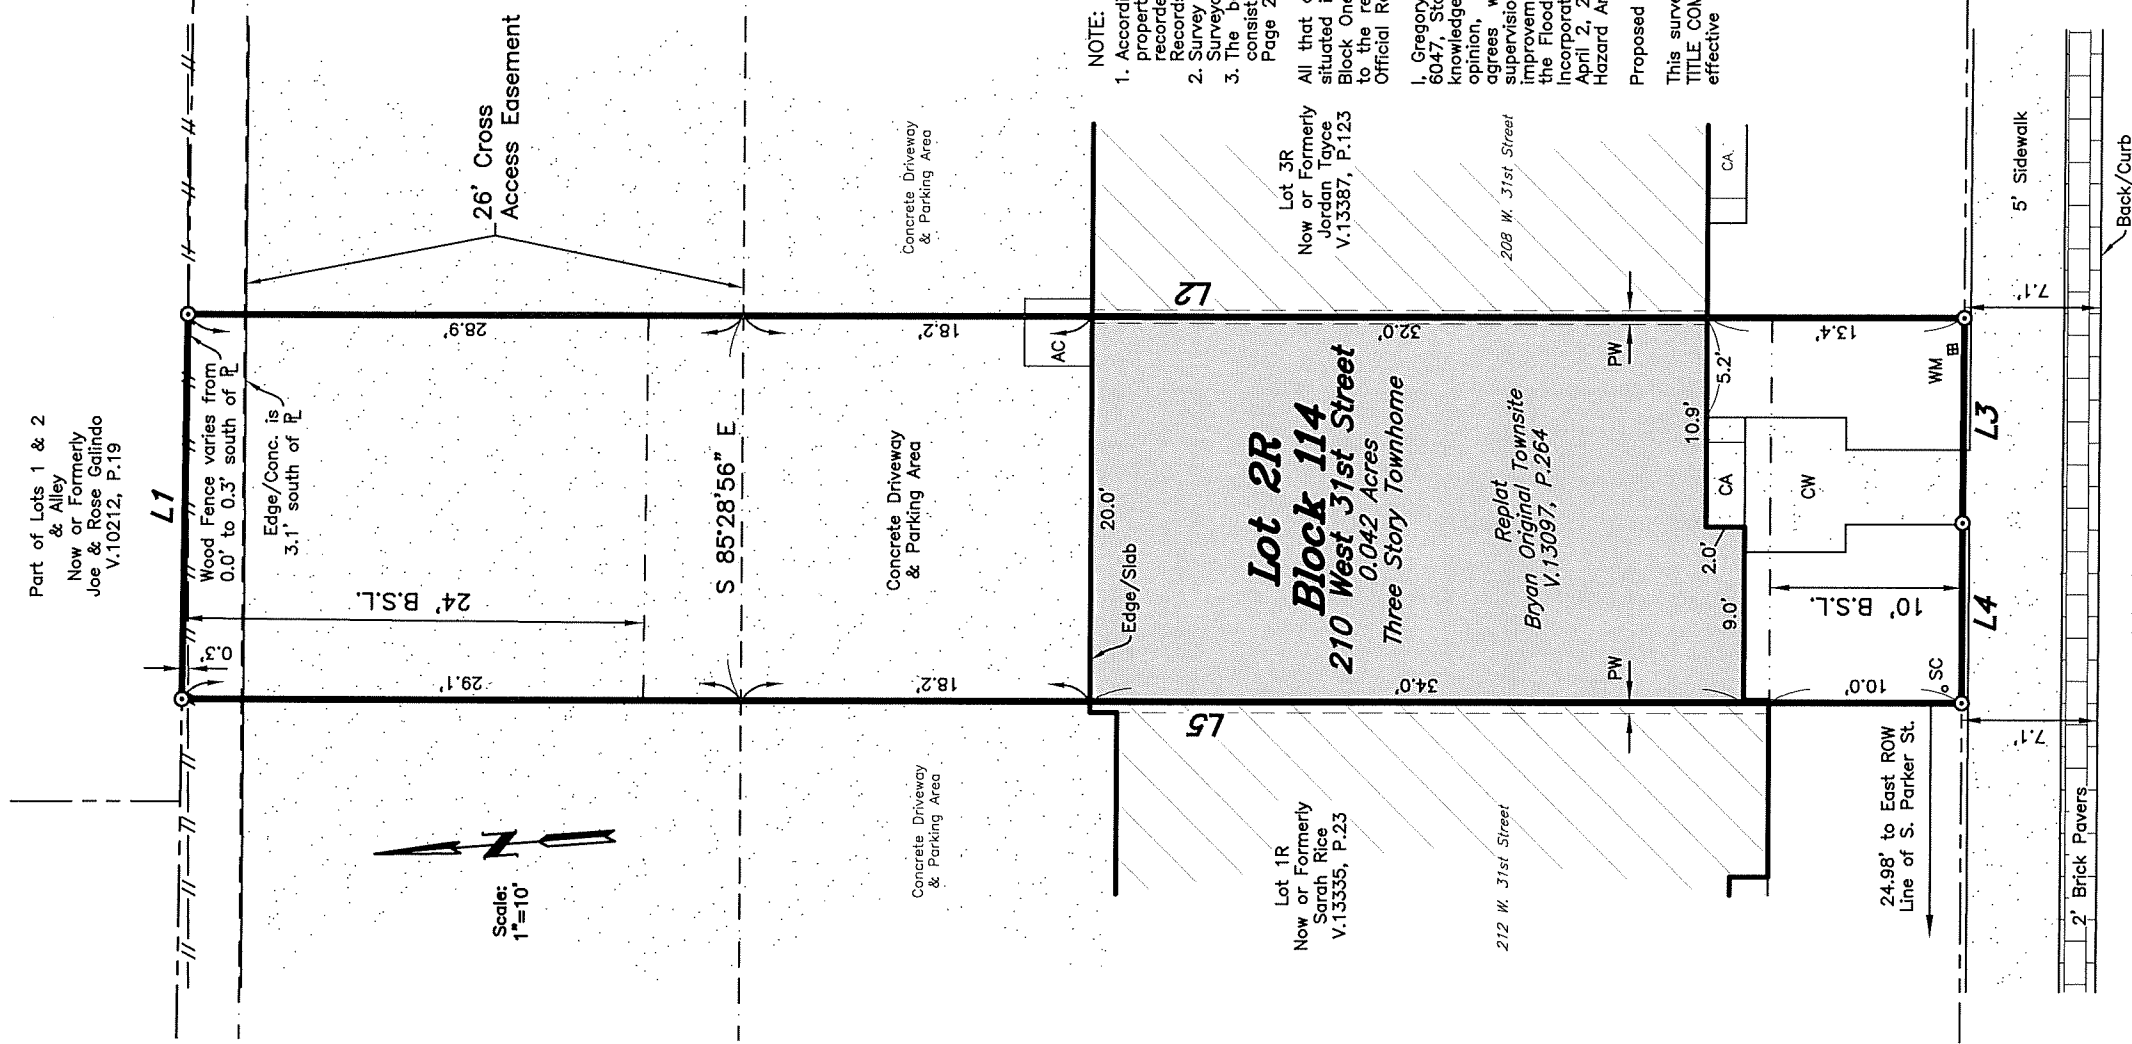 Part of Lots 1 & 2
& Alley
Now or Formerly
Joe & Rose Galindo
V.10212, P.19
L1
Wood Fence varies from
0.0' to 0.3' south of PL
Edge/Conc. is
3.1' south of PL
0.3'
24' B.S.L.
29.1'
28.9'
26' Cross
Access Easement
Scale:
1"=10'
N
S 85°28'56" E
Concrete Driveway
& Parking Area
Concrete Driveway
& Parking Area
Concrete Driveway
& Parking Area
18.2'
18.2'
AC
20.0'
Edge/Slab
L2
L5
Lot 2R
Block 114
210 West 31st Street
0.042 Acres
Three Story Townhome
Replat
Bryan Original Townsite
V.13097, P.264
34.0'
32.0'
PW
PW
Lot 1R
Now or Formerly
Sarah Rice
V.13335, P.23
212 W. 31st Street
Lot 3R
Now or Formerly
Jordan Tayce
V.13387, P.123
208 W. 31st Street
CA
CA
9.0'
2.0'
10.9'
5.2'
CW
13.4'
10.0'
10' B.S.L.
SC
WM
L4
L3
24.98' to East ROW
Line of S. Parker St.
7.1'
7.1'
5' Sidewalk
2' Brick Pavers
Back/Curb
NOTE:
1. Accordi
propert
recorde
Records
2. Survey
Surveyo
3. The b
consist
Page 2
All that
situated i
Block One
to the re
Official Re
I, Gregory
6047, Sto
knowledge
opinion,
agrees w
supervision
improvem
the Flood
Incorporat
April 2, 2
Hazard Ar
Proposed
This surve
TITLE COM
effective